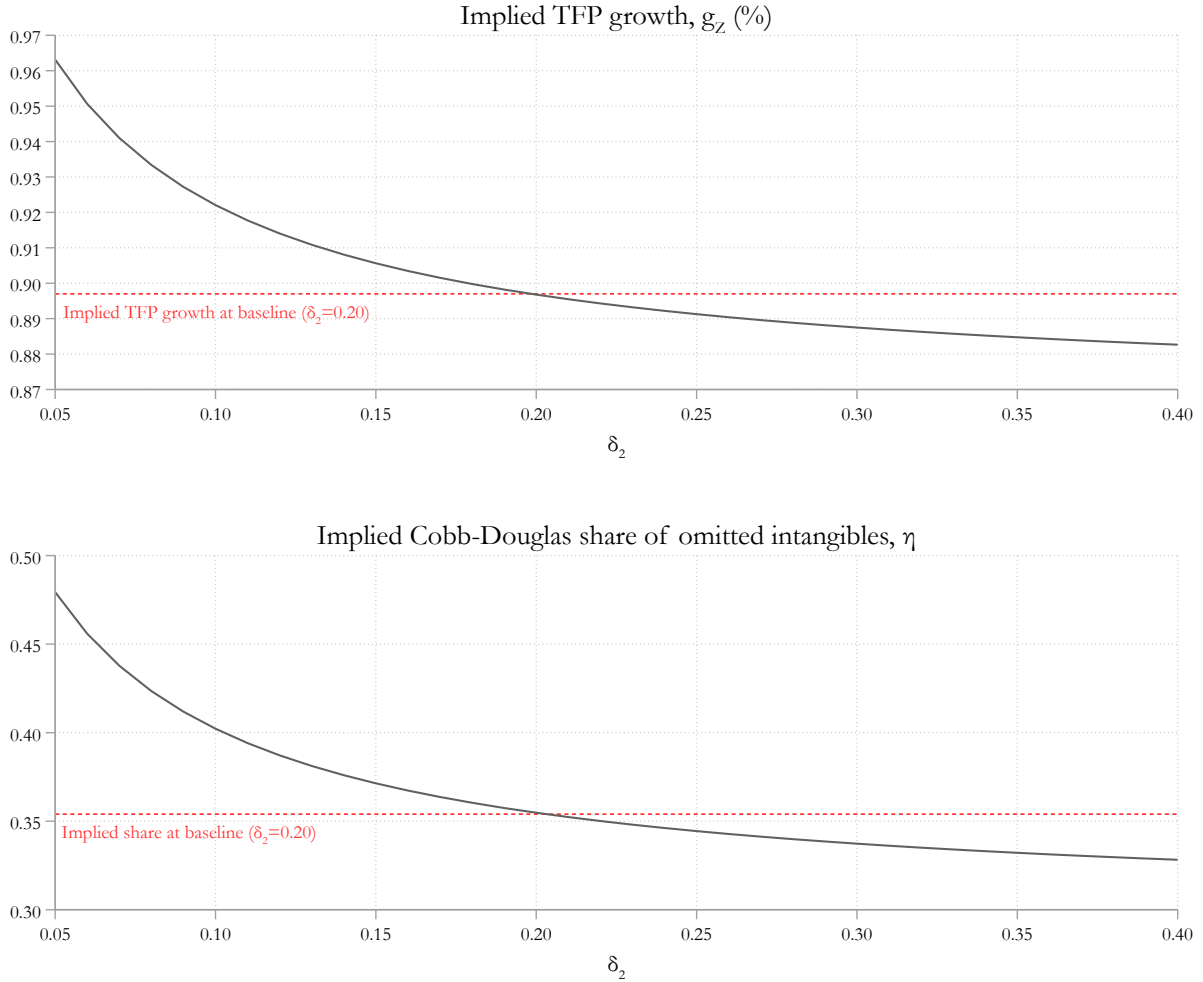 Implied TFP growth, g_Z (%)
0.97
0.96
0.95
0.94
0.93
0.92
0.91
0.90
0.89
0.88
0.87
Implied TFP growth at baseline (δ₂=0.20)
0.05 0.10 0.15 0.20 0.25 0.30 0.35 0.40
δ₂
Implied Cobb-Douglas share of omitted intangibles, η
0.50
0.45
0.40
0.35
0.30
Implied share at baseline (δ₂=0.20)
0.05 0.10 0.15 0.20 0.25 0.30 0.35 0.40
δ₂